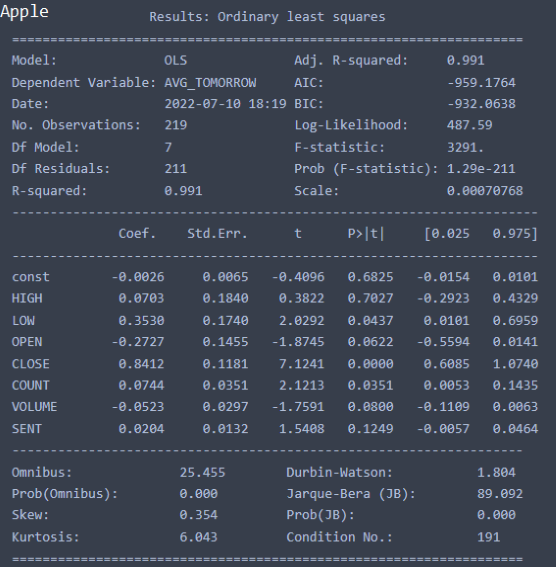 Apple
Results: Ordinary least squares
==================================================================
Model: OLS Adj. R-squared: 0.991
Dependent Variable: AVG_TOMORROW AIC: -959.1764
Date: 2022-07-10 18:19 BIC: -932.0638
No. Observations: 219 Log-Likelihood: 487.59
Df Model: 7 F-statistic: 3291.
Df Residuals: 211 Prob (F-statistic): 1.29e-211
R-squared: 0.991 Scale: 0.00070768
--------------------------------------------------------------------
Coef. Std.Err. t P>|t| [0.025 0.975]
--------------------------------------------------------------------
const -0.0026 0.0065 -0.4096 0.6825 -0.0154 0.0101
HIGH 0.0703 0.1840 0.3822 0.7027 -0.2923 0.4329
LOW 0.3530 0.1740 2.0292 0.0437 0.0101 0.6959
OPEN -0.2727 0.1455 -1.8745 0.0622 -0.5594 0.0141
CLOSE 0.8412 0.1181 7.1241 0.0000 0.6085 1.0740
COUNT 0.0744 0.0351 2.1213 0.0351 0.0053 0.1435
VOLUME -0.0523 0.0297 -1.7591 0.0800 -0.1109 0.0063
SENT 0.0204 0.0132 1.5408 0.1249 -0.0057 0.0464
------------------------------------------------------------------
Omnibus: 25.455 Durbin-Watson: 1.804
Prob(Omnibus): 0.000 Jarque-Bera (JB): 89.092
Skew: 0.354 Prob(JB): 0.000
Kurtosis: 6.043 Condition No.: 191
==================================================================